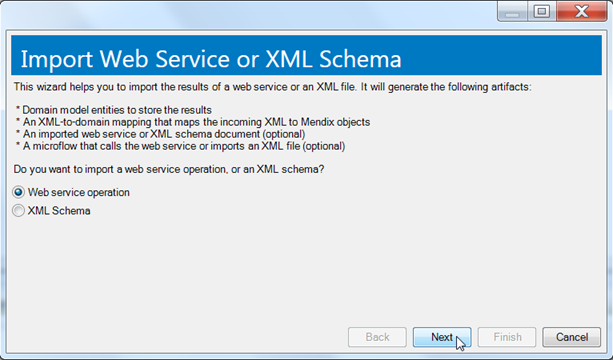 Import Web Service or XML Schema
This wizard helps you to import the results of a web service or an XML file. It will generate the following artifacts:
* Domain model entities to store the results
* An XML-to-domain mapping that maps the incoming XML to Mendix objects
* An imported web service or XML schema document (optional)
* A microflow that calls the web service or imports an XML file (optional)
Do you want to import a web service operation, or an XML schema?
Web service operation
XML Schema
Back Next Finish Cancel